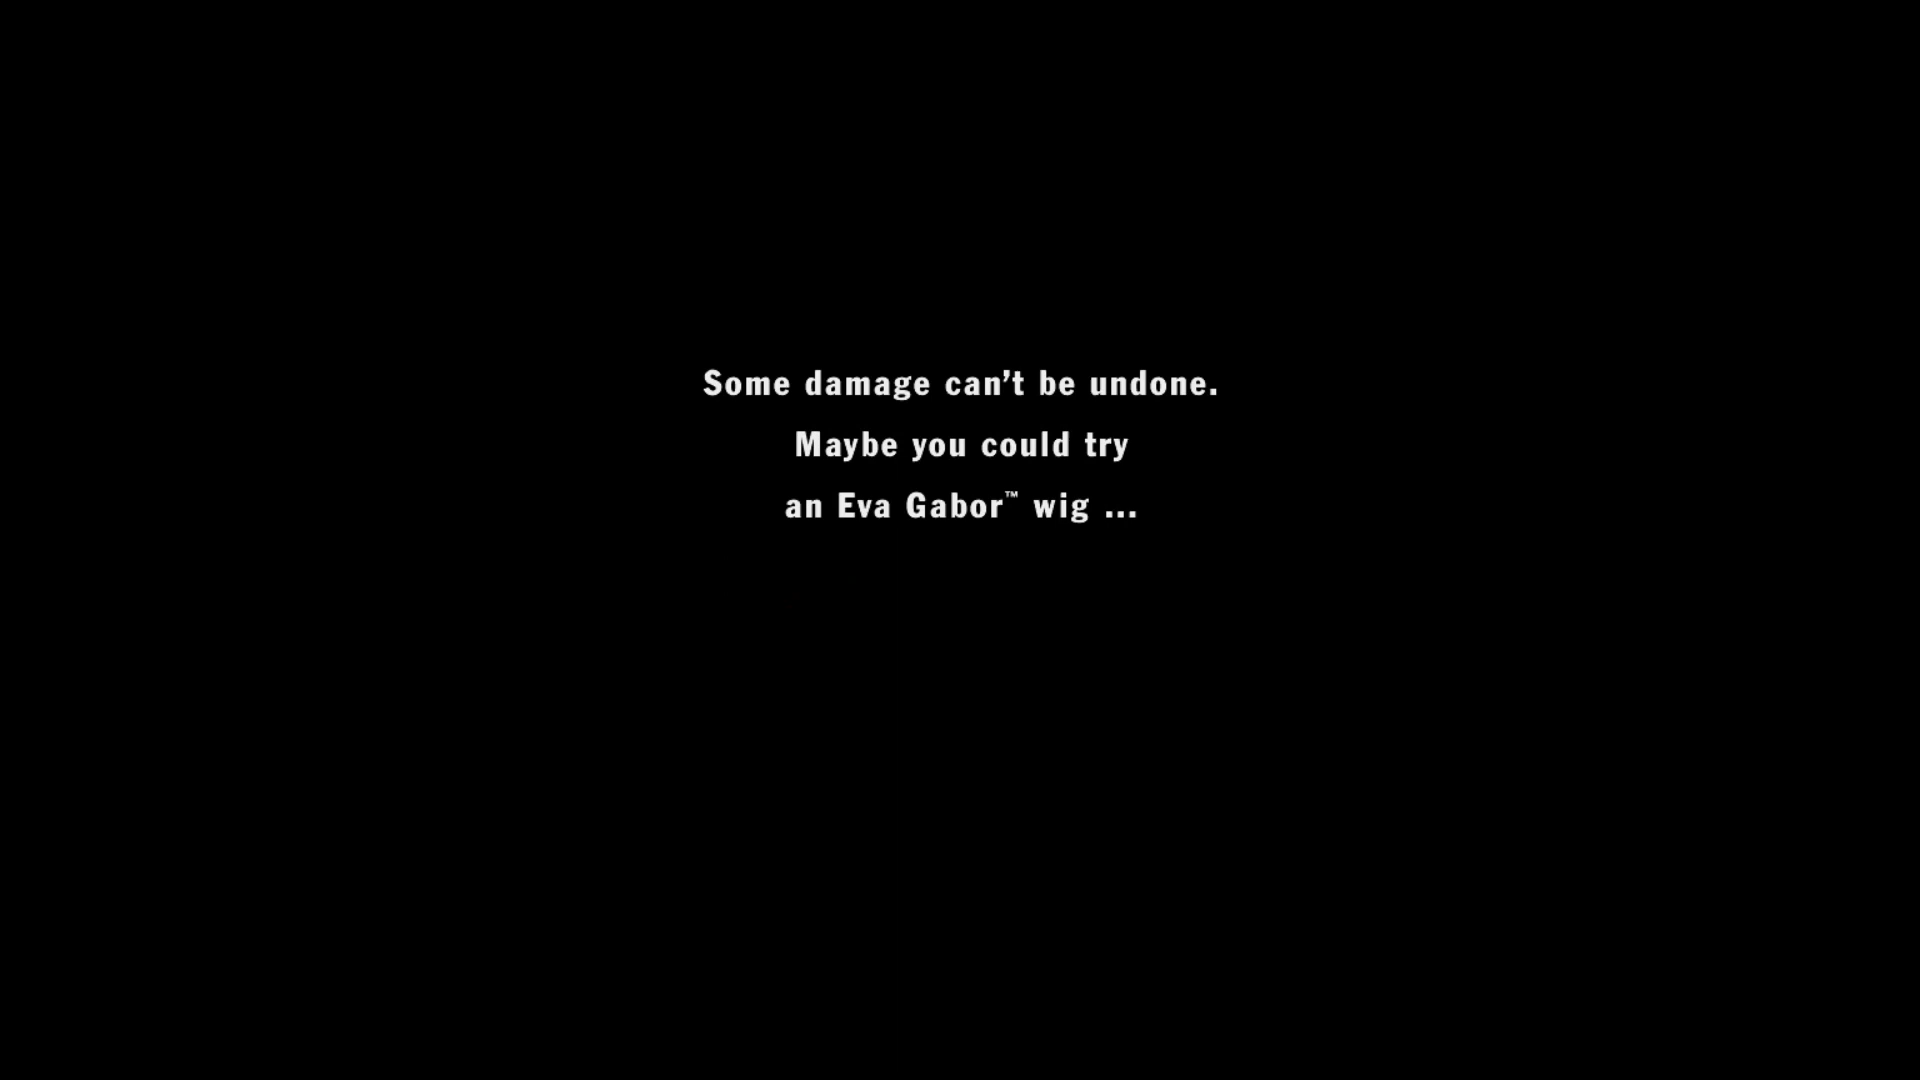 Some damage can’t be undone.
Maybe you could try
an Eva Gabor™ wig ...